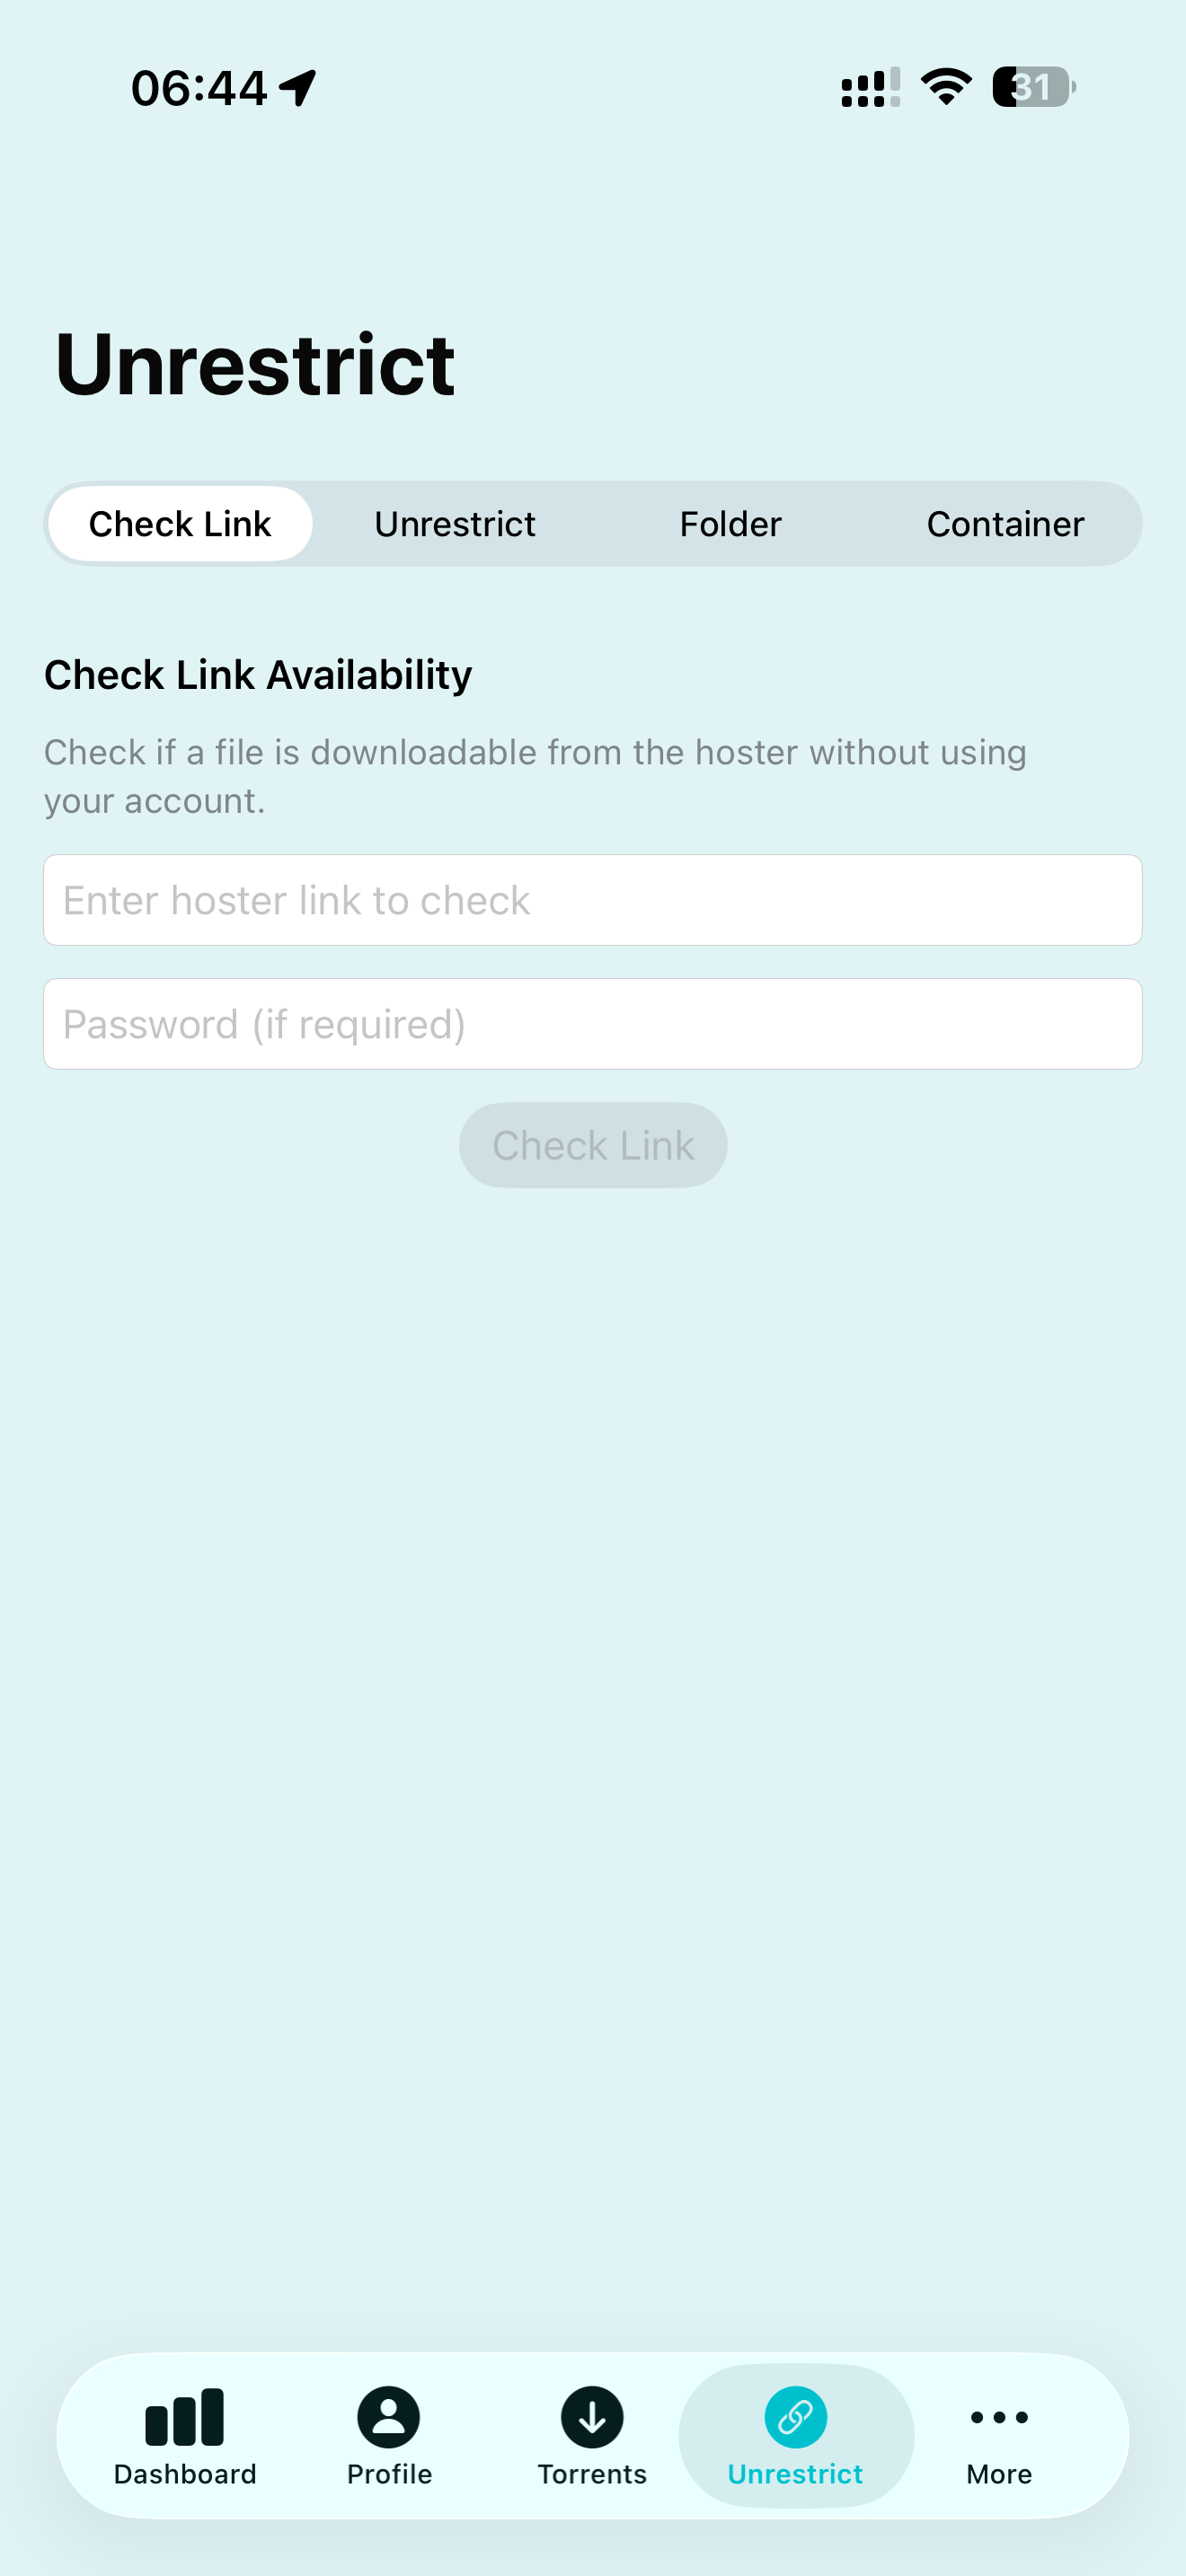 06:44
31
Unrestrict
Check Link
Unrestrict
Folder
Container
Check Link Availability
Check if a file is downloadable from the hoster without using
your account.
Enter hoster link to check
Password (if required)
Check Link
Dashboard
Profile
Torrents
Unrestrict
More